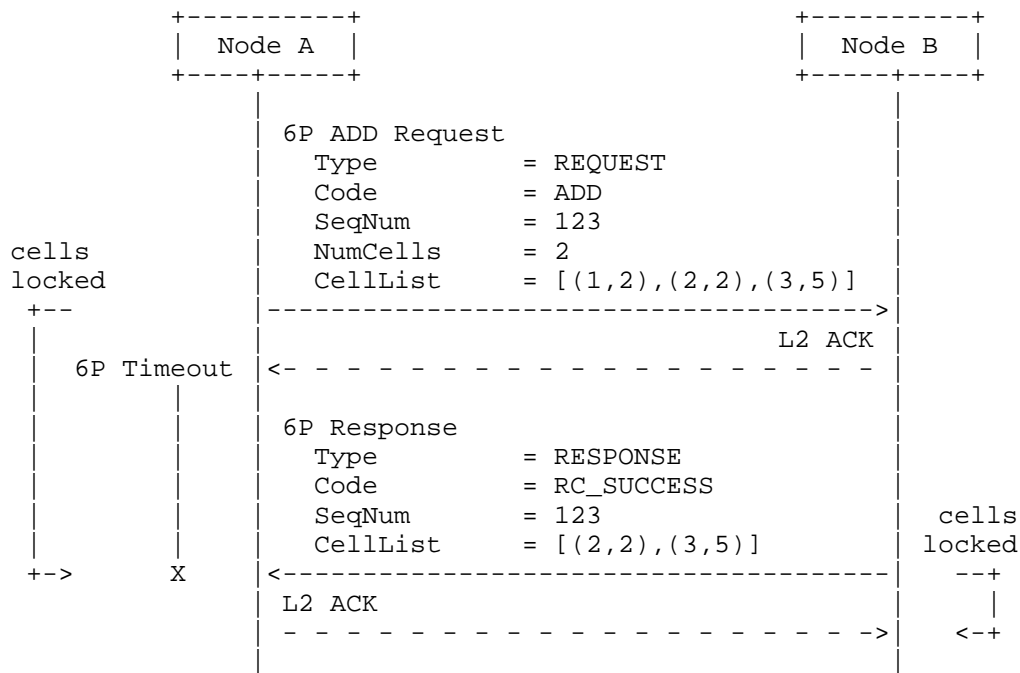 Node A Node B
6P ADD Request
Type = REQUEST
Code = ADD
SeqNum = 123
cells NumCells = 2
locked CellList = [(1,2),(2,2),(3,5)]
L2 ACK
6P Timeout
6P Response
Type = RESPONSE
Code = RC_SUCCESS
SeqNum = 123 cells
CellList = [(2,2),(3,5)] locked
X
L2 ACK